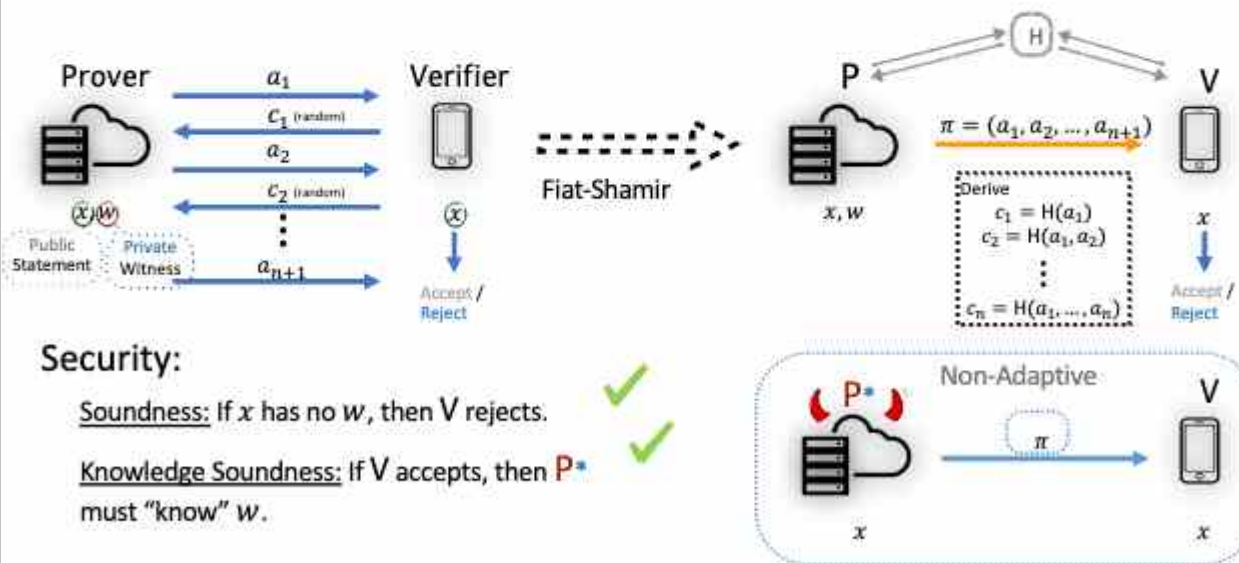 Prover
a₁
Verifier
c₁ (random)
a₂
c₂ (random)
⋮
x, w
x
Public
Statement
Private
Witness
aₙ₊₁
Accept /
Reject
Fiat-Shamir
H
P
V
π = (a₁, a₂, ..., aₙ₊₁)
x, w
x
Derive
c₁ = H(a₁)
c₂ = H(a₁, a₂)
⋮
cₙ = H(a₁, ..., aₙ)
Accept /
Reject
Security:
Soundness: If x has no w, then V rejects.
Knowledge Soundness: If V accepts, then P*
must “know” w.
Non-Adaptive
P*
V
π
x
x